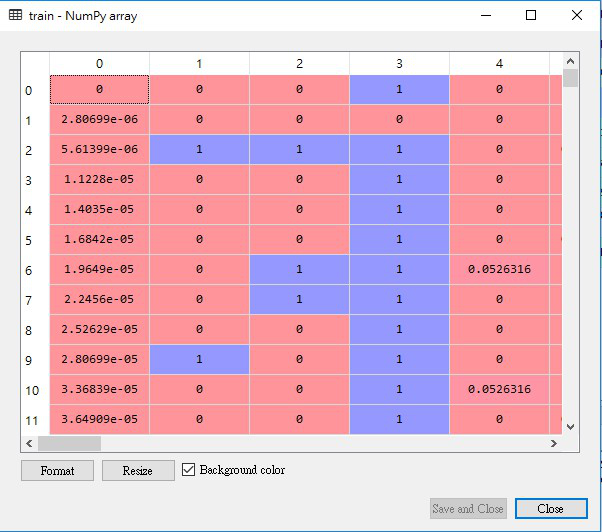 train - NumPy array
0 1 2 3 4
0 0 0 0 1 0
1 2.80699e-06 0 0 0 0
2 5.61399e-06 1 1 1 0
3 1.1228e-05 0 0 1 0
4 1.4035e-05 0 0 1 0
5 1.6842e-05 0 0 1 0
6 1.9649e-05 0 1 1 0.0526316
7 2.2456e-05 0 1 1 0
8 2.52629e-05 0 0 1 0
9 2.80699e-05 1 0 1 0
10 3.36839e-05 0 0 1 0.0526316
11 3.64909e-05 0 0 1 0
Format Resize Background color
Save and Close Close